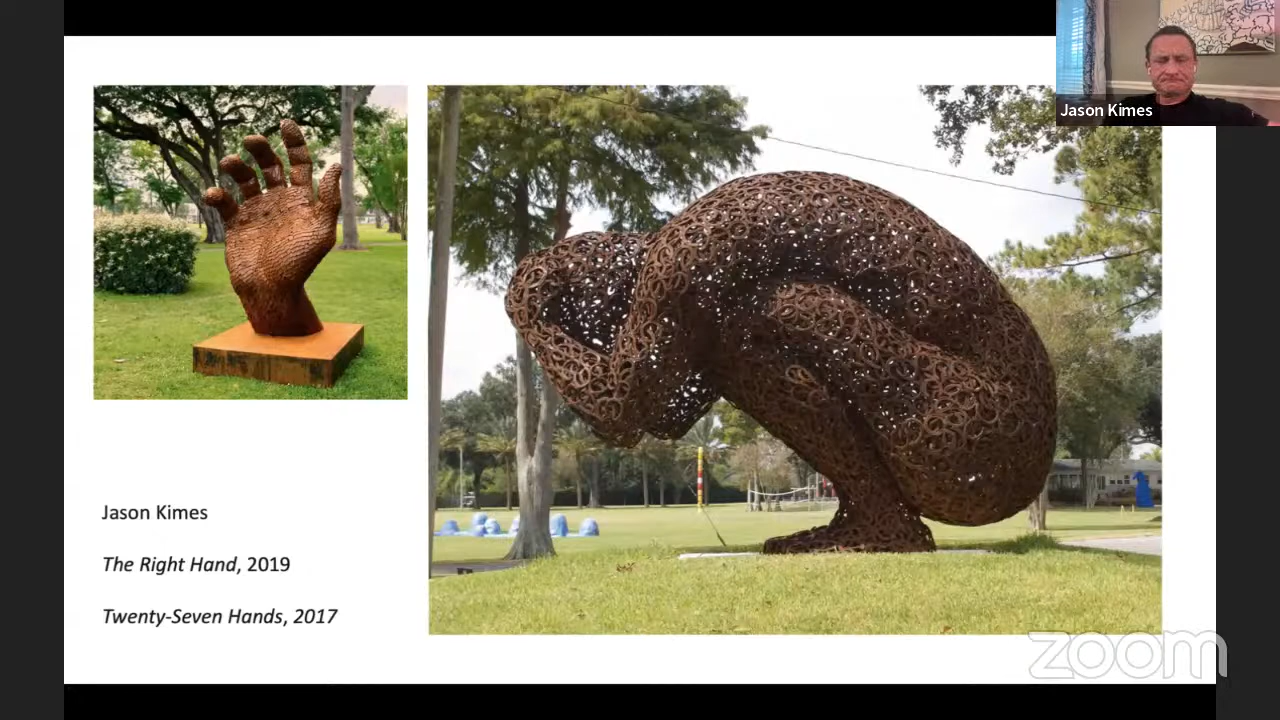 Jason Kimes
Jason Kimes
The Right Hand, 2019
Twenty-Seven Hands, 2017
zoom